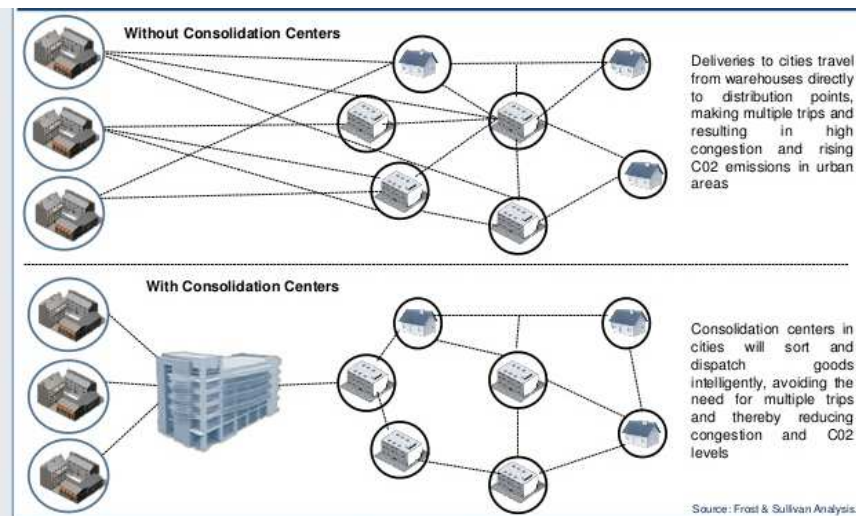 Without Consolidation Centers
Deliveries to cities travel
from warehouses directly
to distribution points,
making multiple trips and
resulting in high
congestion and rising
C02 emissions in urban
areas
With Consolidation Centers
Consolidation centers in
cities will sort and
dispatch goods
intelligently, avoiding the
need for multiple trips
and thereby reducing
congestion and C02
levels
Source: Frost & Sullivan Analysis.